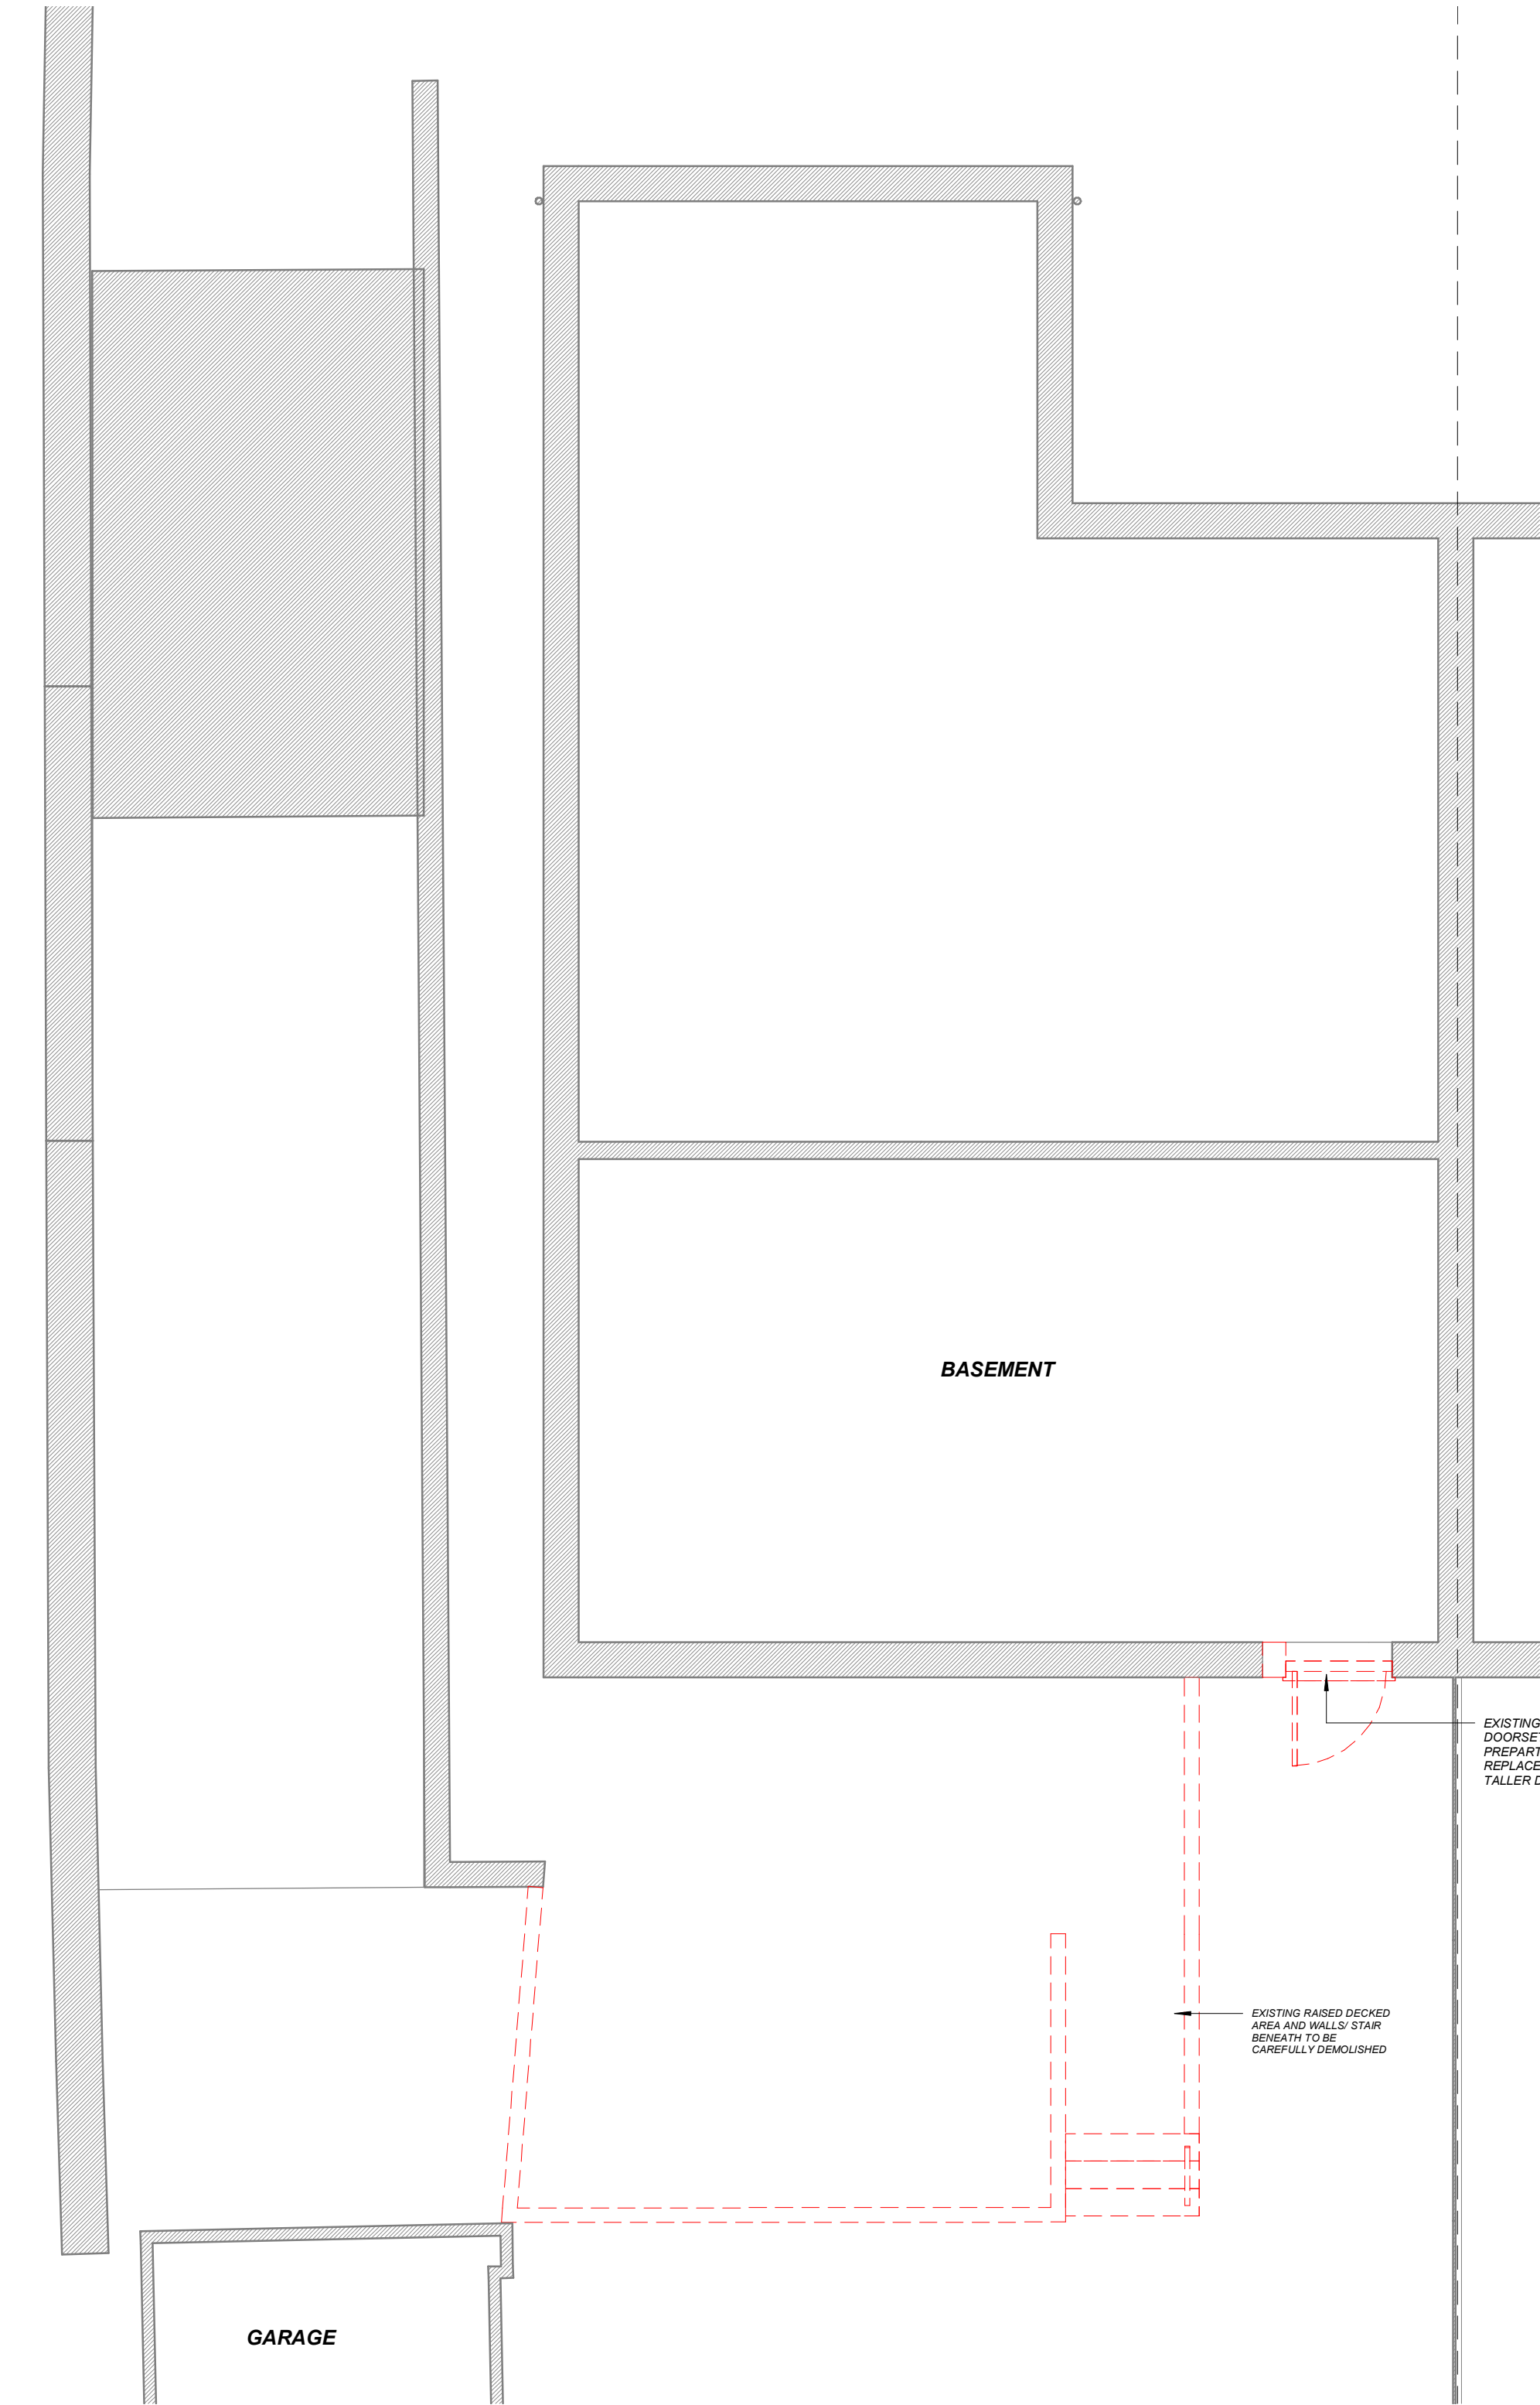 BASEMENT
EXISTING
DOORSET
PREPART
REPLACE
TALLER D
EXISTING RAISED DECKED
AREA AND WALLS/ STAIR
BENEATH TO BE
CAREFULLY DEMOLISHED
GARAGE